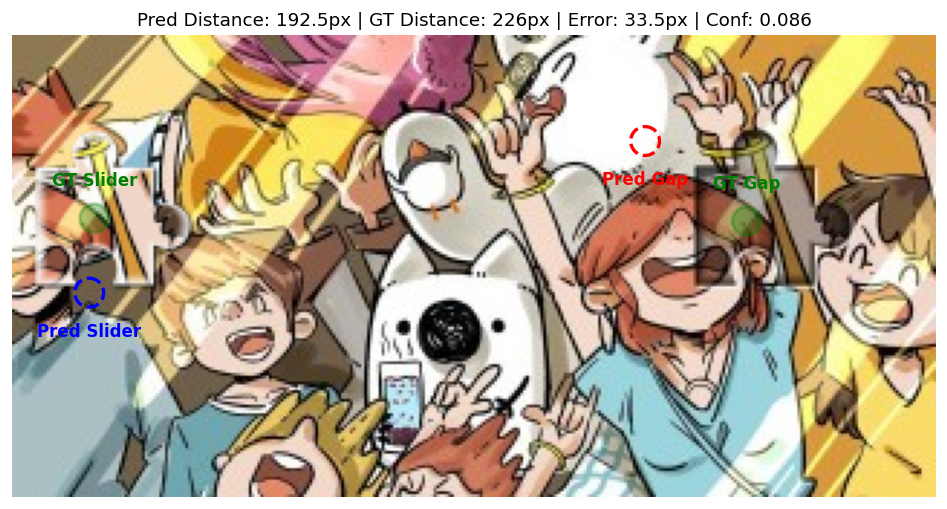 Pred Distance: 192.5px | GT Distance: 226px | Error: 33.5px | Conf: 0.086
GT Slider
Pred Gap
GT Gap
Pred Slider